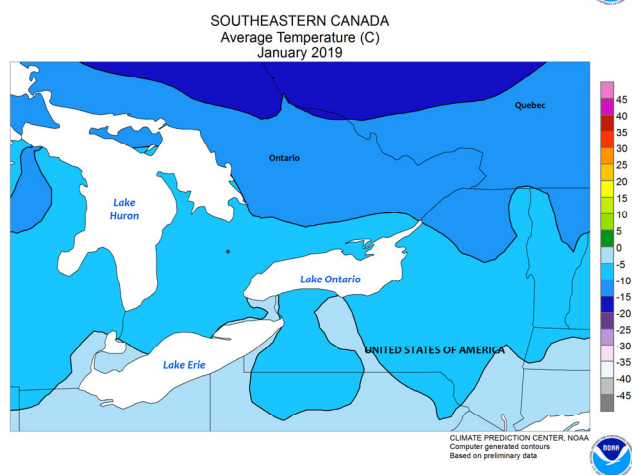 SOUTHEASTERN CANADA
Average Temperature (C)
January 2019
Quebec
Ontario
Lake
Huron
Lake Ontario
Lake Erie
UNITED STATES OF AMERICA
45
40
35
30
25
20
15
10
5
0
-5
-10
-15
-20
-25
-30
-35
-40
-45
CLIMATE PREDICTION CENTER, NOAA
Computer generated contours
Based on preliminary data
NOAA